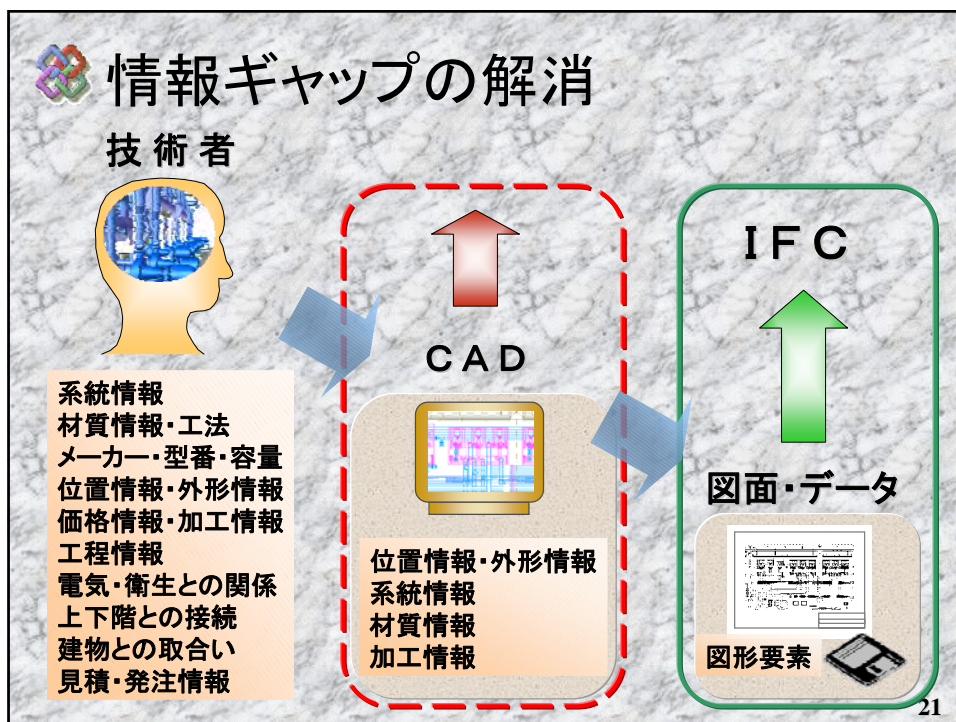 情報ギャップの解消
技術者
系統情報
材質情報・工法
メーカー・型番・容量
位置情報・外形情報
価格情報・加工情報
工程情報
電気・衛生との関係
上下階との接続
建物との取合い
見積・発注情報
CAD
位置情報・外形情報
系統情報
材質情報
加工情報
IFC
図面・データ
図形要素
21